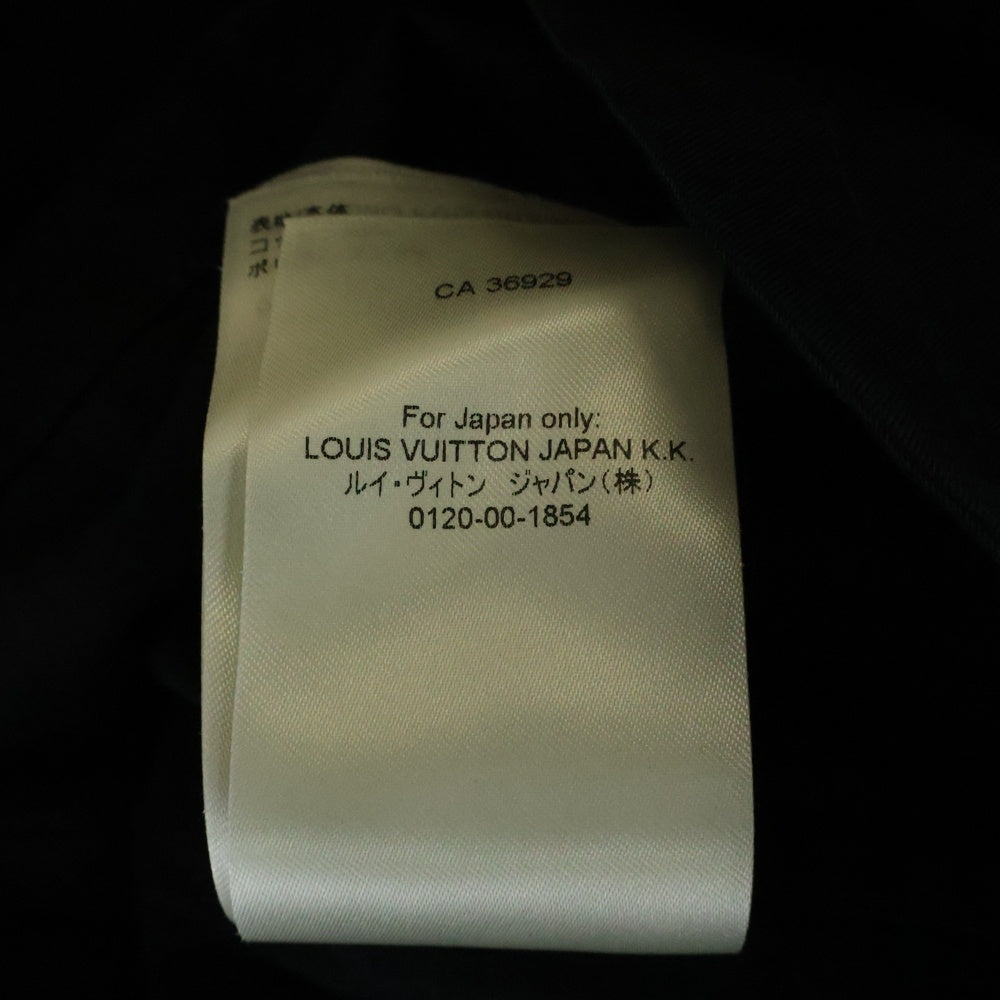 CA 36929
For Japan only:
LOUIS VUITTON JAPAN K.K.
ルイ・ヴィトン ジャパン(株)
0120-00-1854